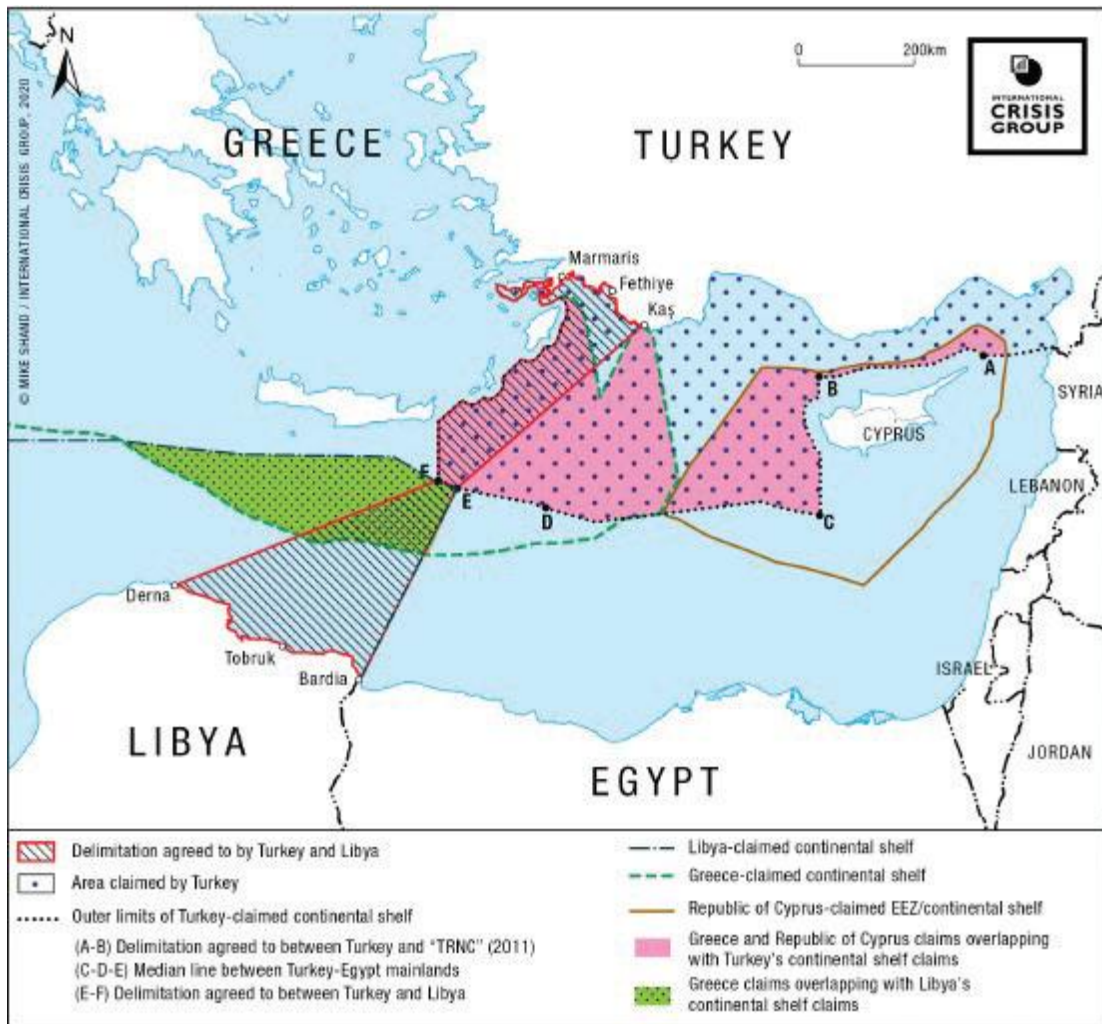 N
0 200km
INTERNATIONAL
CRISIS
GROUP
© MIKE SHAND / INTERNATIONAL CRISIS GROUP, 2020
GREECE
TURKEY
Marmaris
Fethiye
Kaş
A
B
SYRIA
CYPRUS
F
E
LEBANON
D
C
Derna
Tobruk
Bardia
ISRAEL
LIBYA
EGYPT
JORDAN
Delimitation agreed to by Turkey and Libya
Area claimed by Turkey
Outer limits of Turkey-claimed continental shelf
(A-B) Delimitation agreed to between Turkey and “TRNC” (2011)
(C-D-E) Median line between Turkey-Egypt mainlands
(E-F) Delimitation agreed to between Turkey and Libya
Libya-claimed continental shelf
Greece-claimed continental shelf
Republic of Cyprus-claimed EEZ/continental shelf
Greece and Republic of Cyprus claims overlapping
with Turkey's continental shelf claims
Greece claims overlapping with Libya's
continental shelf claims